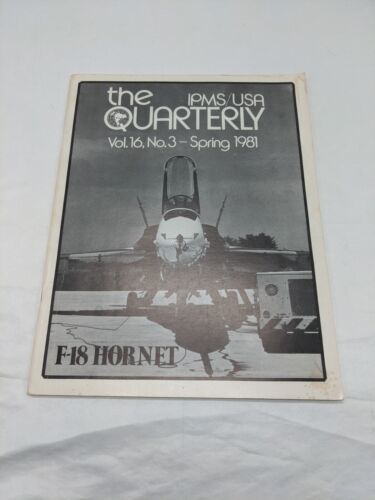 the IPMS/USA
QUARTERLY
Vol. 16, No. 3 – Spring 1981
F-18 HORNET